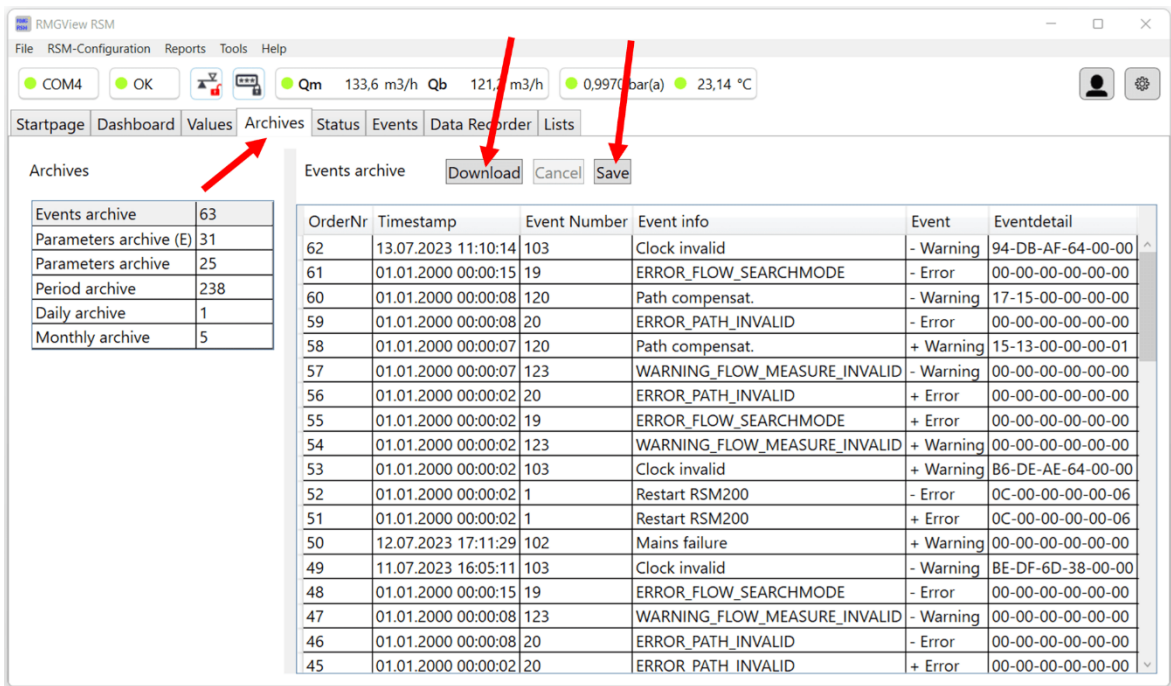 RMG RSM RMGView RSM
File RSM-Configuration Reports Tools Help
COM4 OK Qm 133,6 m3/h Qb 121,2 m3/h 0,9970 bar(a) 23,14 °C
Startpage Dashboard Values Archives Status Events Data Recorder Lists
Archives
Events archive 63
Parameters archive (E) 31
Parameters archive 25
Period archive 238
Daily archive 1
Monthly archive 5
Events archive Download Cancel Save
OrderNr Timestamp Event Number Event info Event Eventdetail
62 13.07.2023 11:10:14 103 Clock invalid - Warning 94-DB-AF-64-00-00
61 01.01.2000 00:00:15 19 ERROR_FLOW_SEARCHMODE - Error 00-00-00-00-00-00
60 01.01.2000 00:00:08 120 Path compensat. - Warning 17-15-00-00-00-00
59 01.01.2000 00:00:08 20 ERROR_PATH_INVALID - Error 00-00-00-00-00-00
58 01.01.2000 00:00:07 120 Path compensat. + Warning 15-13-00-00-00-01
57 01.01.2000 00:00:07 123 WARNING_FLOW_MEASURE_INVALID - Warning 00-00-00-00-00-00
56 01.01.2000 00:00:02 20 ERROR_PATH_INVALID + Error 00-00-00-00-00-00
55 01.01.2000 00:00:02 19 ERROR_FLOW_SEARCHMODE + Error 00-00-00-00-00-00
54 01.01.2000 00:00:02 123 WARNING_FLOW_MEASURE_INVALID + Warning 00-00-00-00-00-00
53 01.01.2000 00:00:02 103 Clock invalid + Warning B6-DE-AE-64-00-00
52 01.01.2000 00:00:02 1 Restart RSM200 - Error 0C-00-00-00-00-06
51 01.01.2000 00:00:02 1 Restart RSM200 + Error 0C-00-00-00-00-06
50 12.07.2023 17:11:29 102 Mains failure + Warning 00-00-00-00-00-00
49 11.07.2023 16:05:11 103 Clock invalid - Warning BE-DF-6D-38-00-00
48 01.01.2000 00:00:15 19 ERROR_FLOW_SEARCHMODE - Error 00-00-00-00-00-00
47 01.01.2000 00:00:08 123 WARNING_FLOW_MEASURE_INVALID - Warning 00-00-00-00-00-00
46 01.01.2000 00:00:08 20 ERROR_PATH_INVALID - Error 00-00-00-00-00-00
45 01.01.2000 00:00:02 20 ERROR_PATH_INVALID + Error 00-00-00-00-00-00